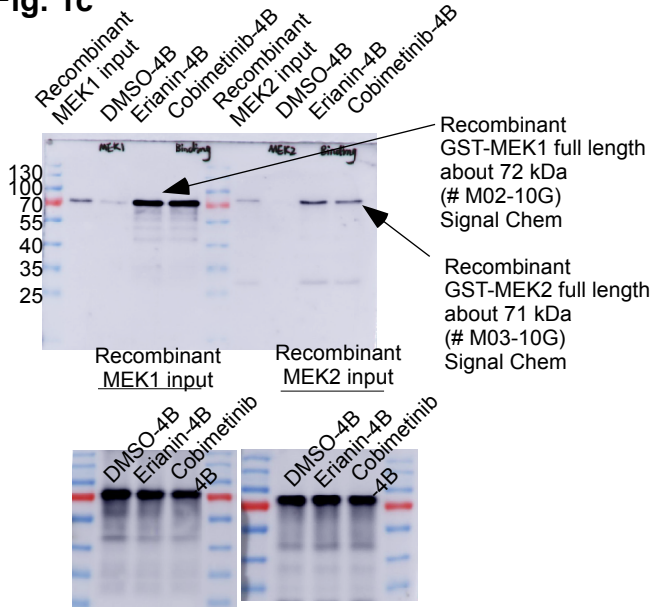 Fig. 1c
Recombinant
MEK1 input
DMSO-4B
Erianin-4B
Cobimetinib-4B
Recombinant
MEK2 input
DMSO-4B
Erianin-4B
Cobimetinib-4B
MEK1 Binding MEK2 Binding
130
100
70
55
40
35
25
Recombinant
GST-MEK1 full length
about 72 kDa
(# M02-10G)
Signal Chem
Recombinant
GST-MEK2 full length
about 71 kDa
(# M03-10G)
Signal Chem
Recombinant
MEK1 input
Recombinant
MEK2 input
DMSO-4B
Erianin-4B
Cobimetinib
-4B
DMSO-4B
Erianin-4B
Cobimetinib
-4B